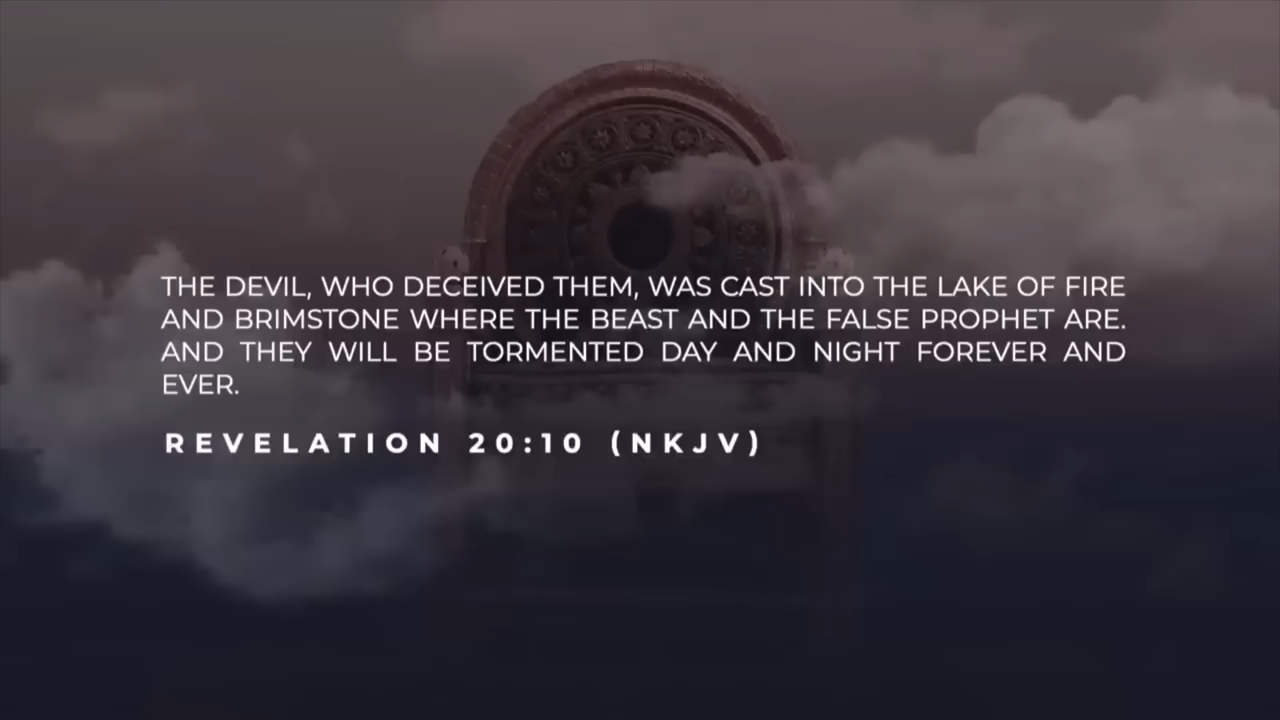 THE DEVIL, WHO DECEIVED THEM, WAS CAST INTO THE LAKE OF FIRE
AND BRIMSTONE WHERE THE BEAST AND THE FALSE PROPHET ARE.
AND THEY WILL BE TORMENTED DAY AND NIGHT FOREVER AND
EVER.
REVELATION 20:10 (NKJV)